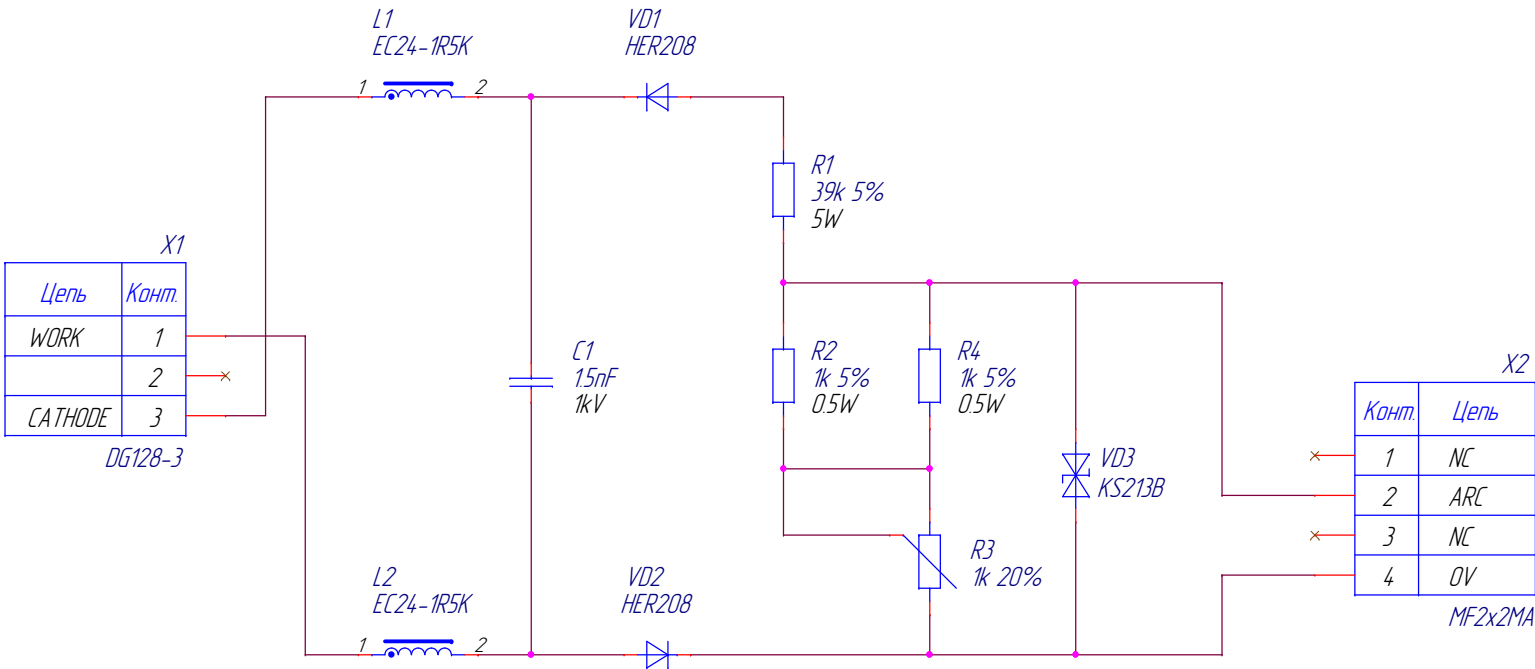 L1
EC24-1R5K
1
2
VD1
HER208
R1
39k 5%
5W
X1
Цепь Конт.
WORK 1
2
CATHODE 3
DG128-3
C1
1.5nF
1kV
R2
1k 5%
0.5W
R4
1k 5%
0.5W
VD3
KS213B
R3
1k 20%
X2
Конт. Цепь
1 NC
2 ARC
3 NC
4 0V
MF2x2MA
L2
EC24-1R5K
1
2
VD2
HER208